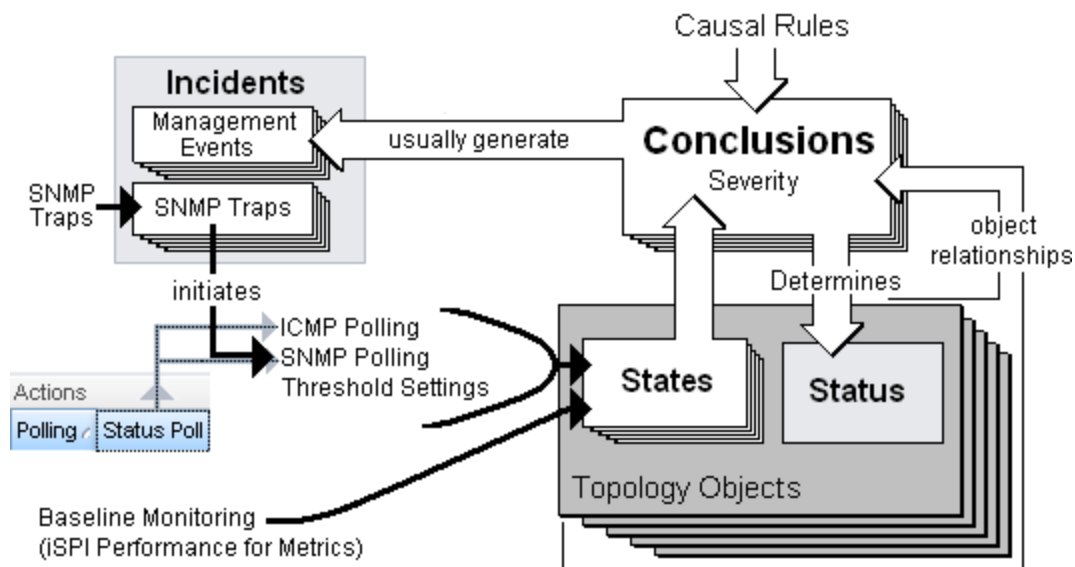 Causal Rules
Incidents
Management
Events
usually generate
Conclusions
Severity
SNMP
Traps
SNMP Traps
object
relationships
initiates
Determines
ICMP Polling
SNMP Polling
Threshold Settings
States
Status
Actions
Polling
Status Poll
Topology Objects
Baseline Monitoring
(iSPI Performance for Metrics)